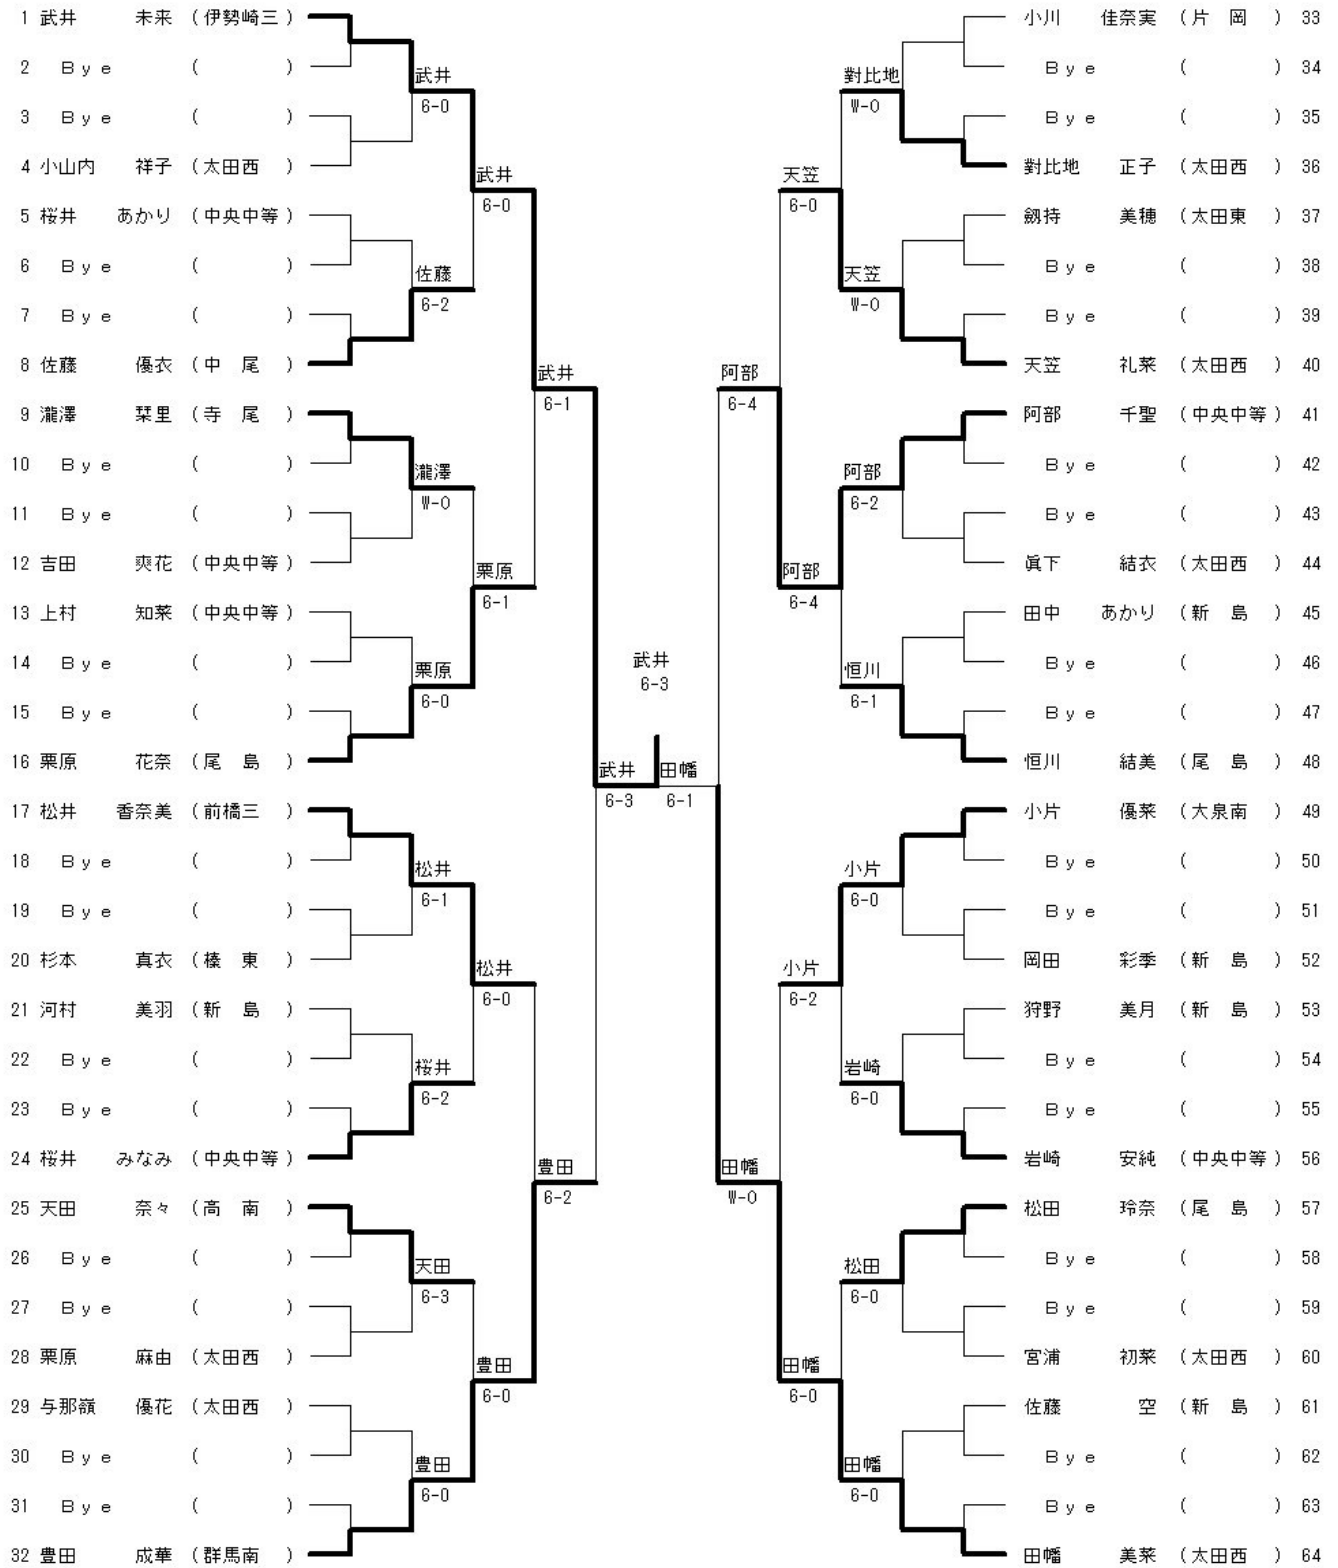 1 武井 未来 (伊勢崎三)
2 Bye ( )
3 Bye ( )
4 小山内 祥子 (太田西)
5 桜井 あかり (中央中等)
6 Bye ( )
7 Bye ( )
8 佐藤 優衣 (中 尾)
9 瀧澤 栞里 (寺 尾)
10 Bye ( )
11 Bye ( )
12 吉田 爽花 (中央中等)
13 上村 知菜 (中央中等)
14 Bye ( )
15 Bye ( )
16 栗原 花奈 (尾 島)
17 松井 香奈美 (前橋三)
18 Bye ( )
19 Bye ( )
20 杉本 真衣 (榛 東)
21 河村 美羽 (新 島)
22 Bye ( )
23 Bye ( )
24 桜井 みなみ (中央中等)
25 天田 奈々 (高 南)
26 Bye ( )
27 Bye ( )
28 栗原 麻由 (太田西)
29 与那嶺 優花 (太田西)
30 Bye ( )
31 Bye ( )
32 豊田 成華 (群馬南)
武井
6-0
佐藤
6-2
瀧澤
W-0
栗原
6-0
松井
6-1
桜井
6-2
天田
6-3
豊田
6-0
武井
6-0
栗原
6-1
松井
6-0
豊田
6-0
武井
6-1
豊田
6-2
武井
6-3
武井
6-3
田幡
6-1
阿部
6-4
田幡
W-0
天笠
6-0
阿部
6-4
小片
6-2
田幡
6-0
對比地
W-0
天笠
W-0
阿部
6-2
恒川
6-1
小片
6-0
岩崎
6-0
松田
6-0
田幡
6-0
小川 佳奈実 (片 岡) 33
Bye ( ) 34
Bye ( ) 35
對比地 正子 (太田西) 36
剱持 美穂 (太田東) 37
Bye ( ) 38
Bye ( ) 39
天笠 礼菜 (太田西) 40
阿部 千聖 (中央中等) 41
Bye ( ) 42
Bye ( ) 43
眞下 結衣 (太田西) 44
田中 あかり (新 島) 45
Bye ( ) 46
Bye ( ) 47
恒川 結美 (尾 島) 48
小片 優菜 (大泉南) 49
Bye ( ) 50
Bye ( ) 51
岡田 彩季 (新 島) 52
狩野 美月 (新 島) 53
Bye ( ) 54
Bye ( ) 55
岩崎 安純 (中央中等) 56
松田 玲奈 (尾 島) 57
Bye ( ) 58
Bye ( ) 59
宮浦 初菜 (太田西) 60
佐藤 空 (新 島) 61
Bye ( ) 62
Bye ( ) 63
田幡 美菜 (太田西) 64